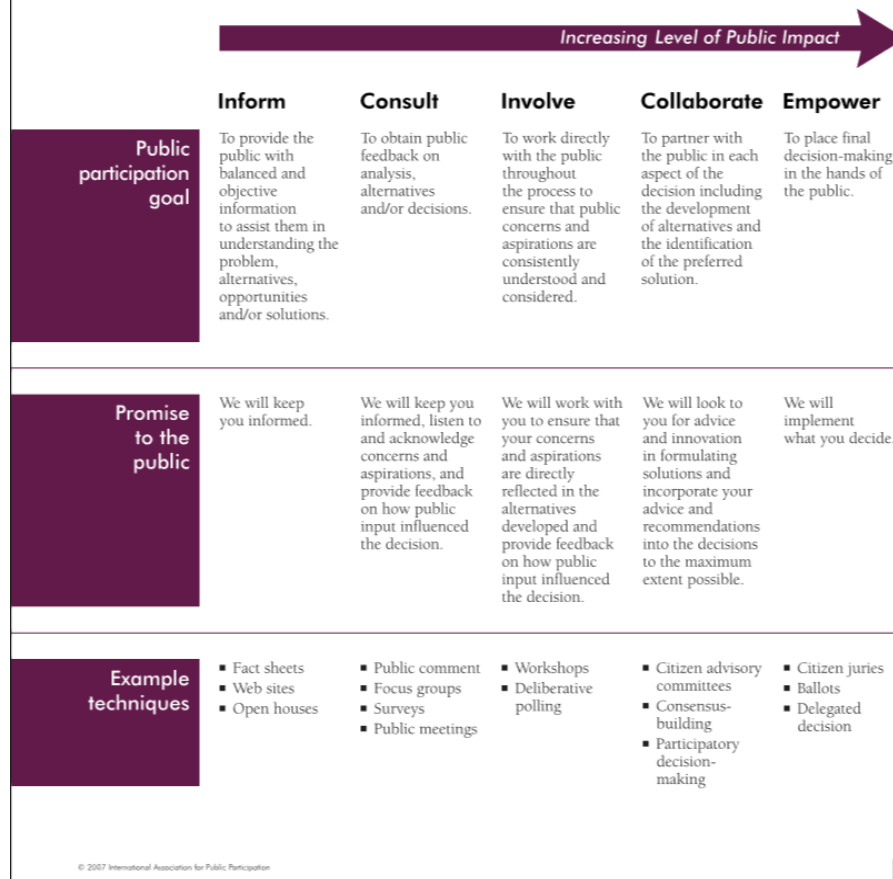 Increasing Level of Public Impact
Inform
Consult
Involve
Collaborate
Empower
Public
participation
goal
To provide the
public with
balanced and
objective
information
to assist them in
understanding the
problem,
alternatives,
opportunities
and/or solutions.
To obtain public
feedback on
analysis,
alternatives
and/or decisions.
To work directly
with the public
throughout
the process to
ensure that public
concerns and
aspirations are
consistently
understood and
considered.
To partner with
the public in each
aspect of the
decision including
the development
of alternatives and
the identification
of the preferred
solution.
To place final
decision-making
in the hands of
the public.
Promise
to the
public
We will keep
you informed.
We will keep you
informed, listen to
and acknowledge
concerns and
aspirations, and
provide feedback
on how public
input influenced
the decision.
We will work with
you to ensure that
your concerns
and aspirations
are directly
reflected in the
alternatives
developed and
provide feedback
on how public
input influenced
the decision.
We will look to
you for advice
and innovation
in formulating
solutions and
incorporate your
advice and
recommendations
into the decisions
to the maximum
extent possible.
We will
implement
what you decide.
Example
techniques
▪ Fact sheets
▪ Web sites
▪ Open houses
▪ Public comment
▪ Focus groups
▪ Surveys
▪ Public meetings
▪ Workshops
▪ Deliberative
polling
▪ Citizen advisory
committees
▪ Consensus-
building
▪ Participatory
decision-
making
▪ Citizen juries
▪ Ballots
▪ Delegated
decision
© 2007 International Association for Public Participation